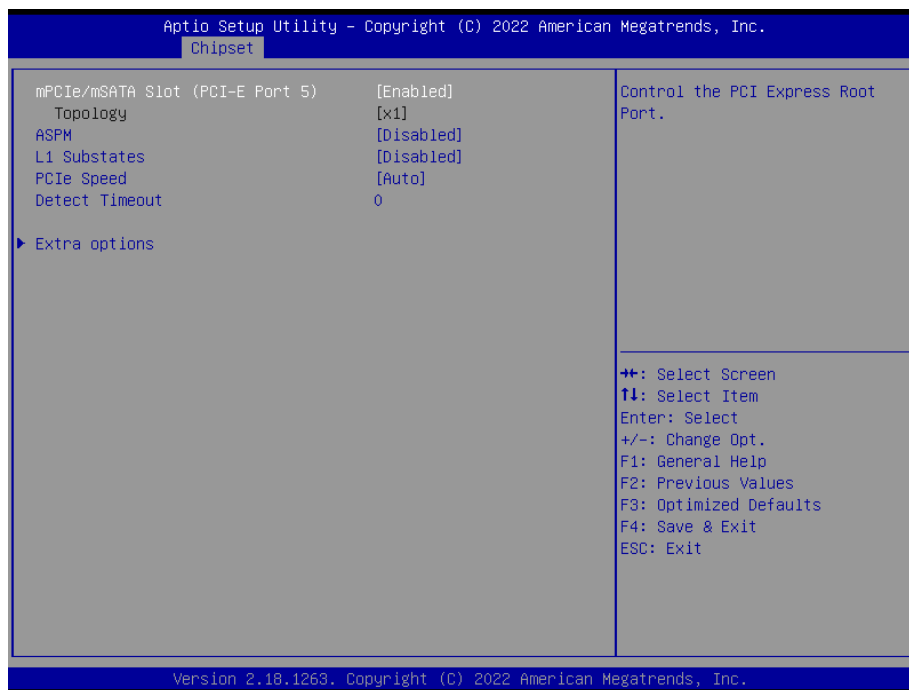 Aptio Setup Utility – Copyright (C) 2022 American Megatrends, Inc.
Chipset
mPCIe/mSATA Slot (PCI-E Port 5) [Enabled]
Topology [x1]
ASPM [Disabled]
L1 Substates [Disabled]
PCIe Speed [Auto]
Detect Timeout 0
Extra options
Control the PCI Express Root
Port.
→←: Select Screen
↑↓: Select Item
Enter: Select
+/-: Change Opt.
F1: General Help
F2: Previous Values
F3: Optimized Defaults
F4: Save & Exit
ESC: Exit
Version 2.18.1263. Copyright (C) 2022 American Megatrends, Inc.